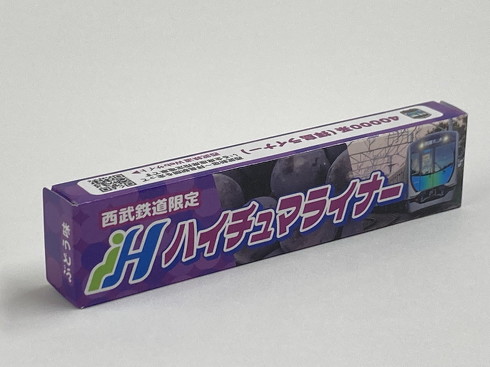 40000系(拝島ライナー)
西武鉄道限定
Hハイチュマライナー
ぶどう味